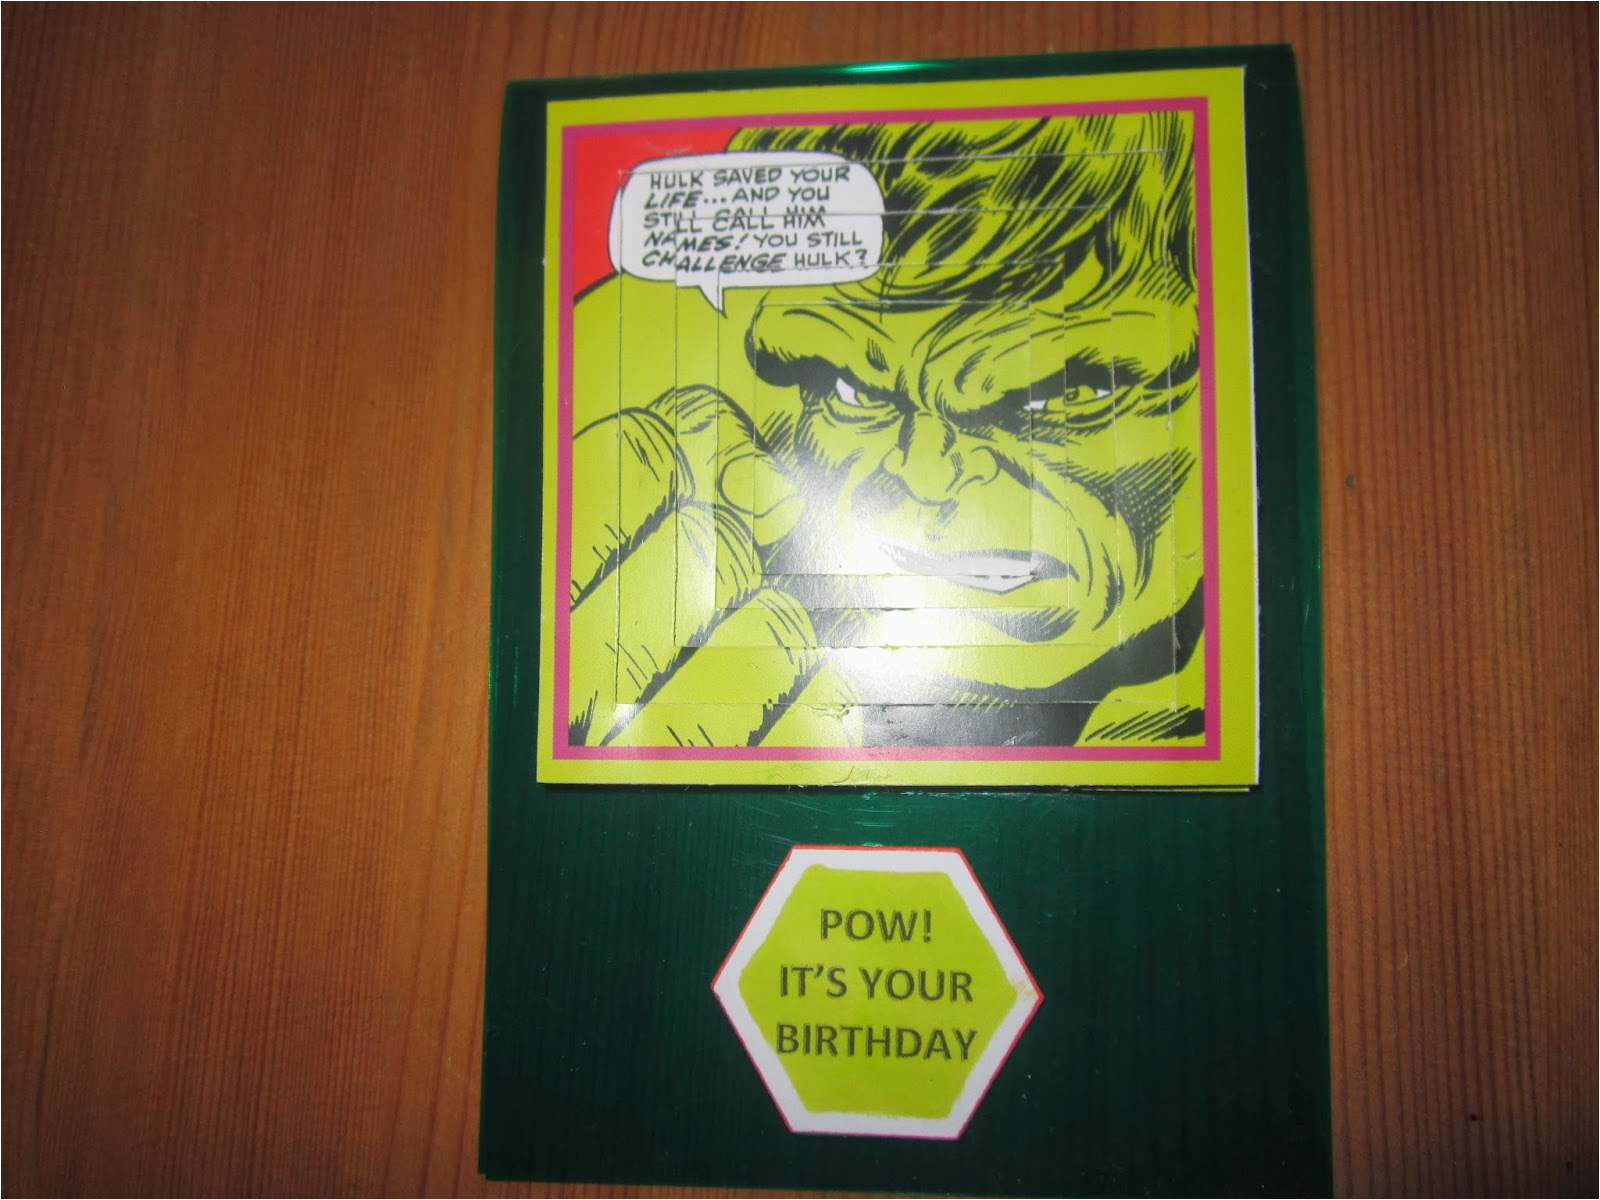 HULK SAVED YOUR
LIFE...AND YOU
STILL CALL HIM
NAMES! YOU STILL
CHALLENGE HULK?
POW!
IT'S YOUR
BIRTHDAY